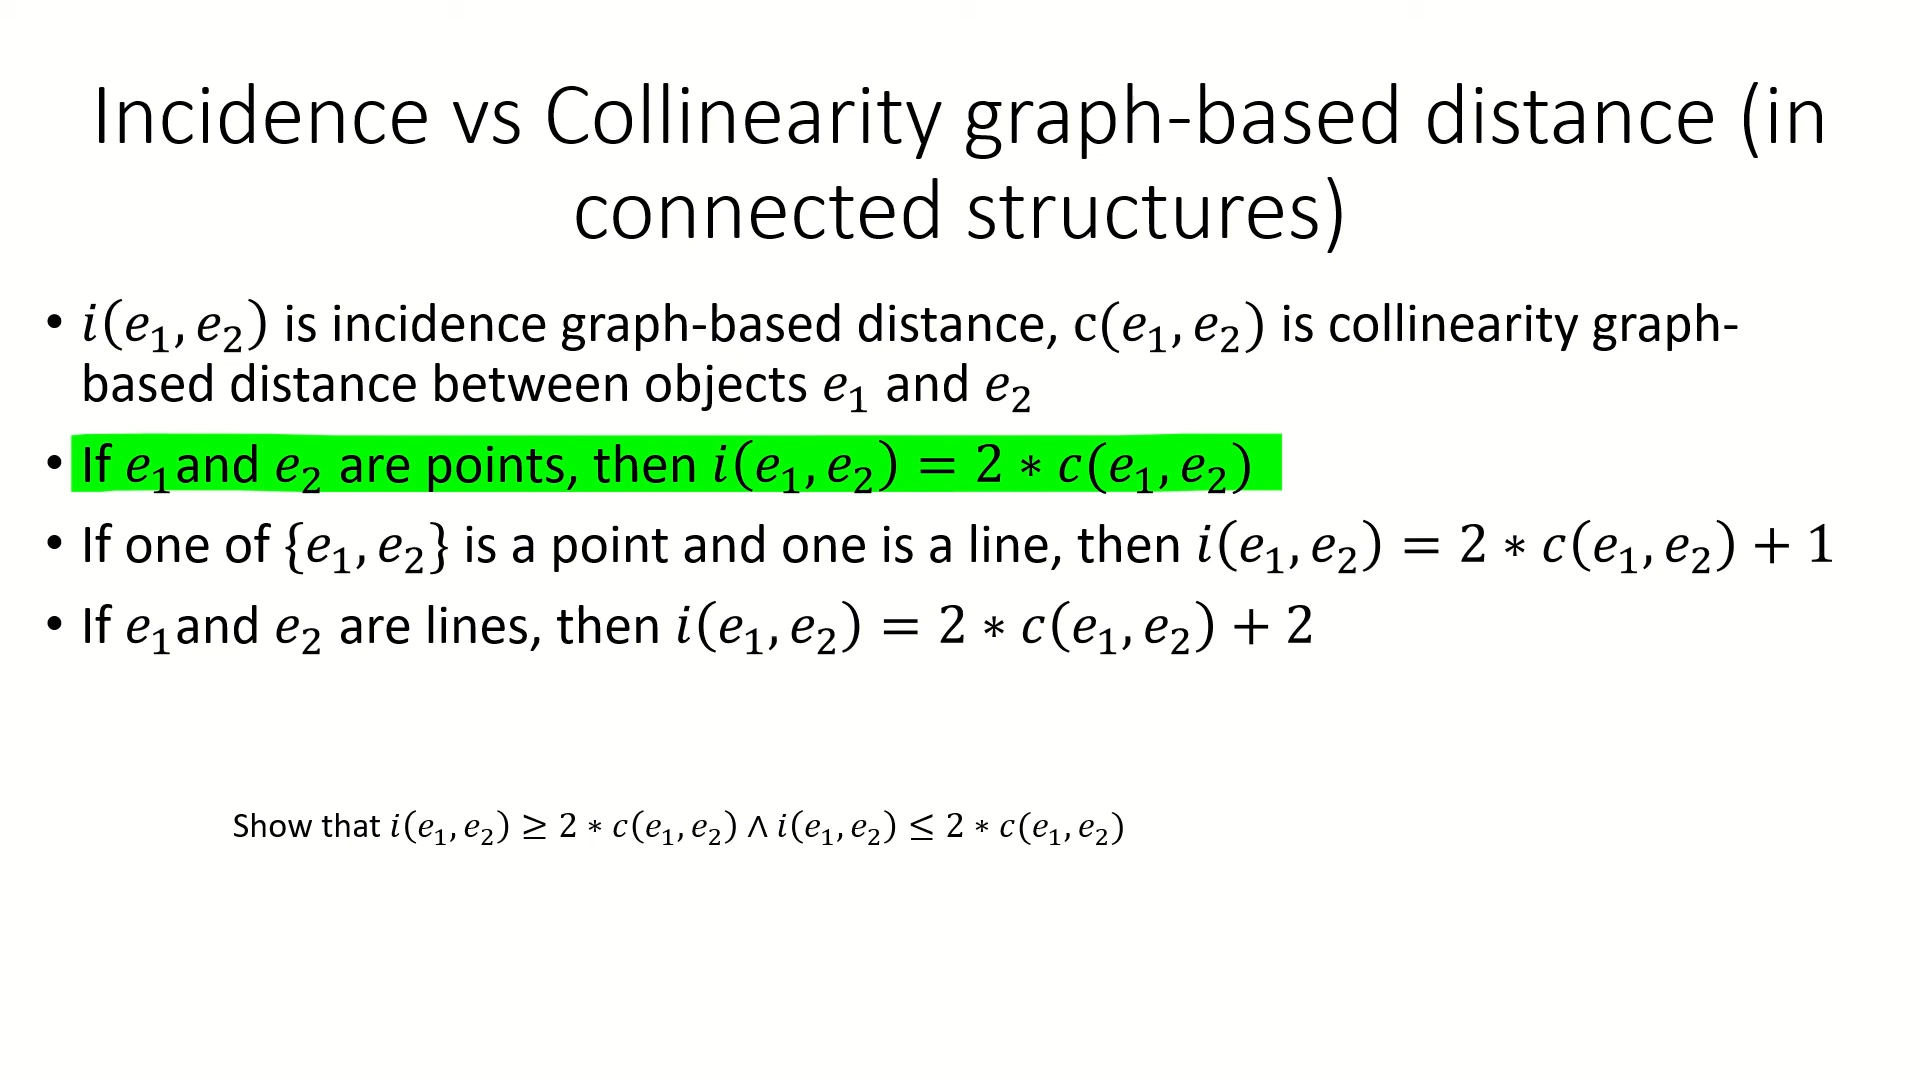 Incidence vs Collinearity graph-based distance (in
connected structures)
• 𝑖(𝑒₁, 𝑒₂) is incidence graph-based distance, c(𝑒₁, 𝑒₂) is collinearity graph-
based distance between objects 𝑒₁ and 𝑒₂
• If 𝑒₁and 𝑒₂ are points, then 𝑖(𝑒₁, 𝑒₂) = 2 ∗ 𝑐(𝑒₁, 𝑒₂)
• If one of {𝑒₁, 𝑒₂} is a point and one is a line, then 𝑖(𝑒₁, 𝑒₂) = 2 ∗ 𝑐(𝑒₁, 𝑒₂) + 1
• If 𝑒₁and 𝑒₂ are lines, then 𝑖(𝑒₁, 𝑒₂) = 2 ∗ 𝑐(𝑒₁, 𝑒₂) + 2
Show that 𝑖(𝑒₁, 𝑒₂) ≥ 2 ∗ 𝑐(𝑒₁, 𝑒₂) ∧ 𝑖(𝑒₁, 𝑒₂) ≤ 2 ∗ 𝑐(𝑒₁, 𝑒₂)